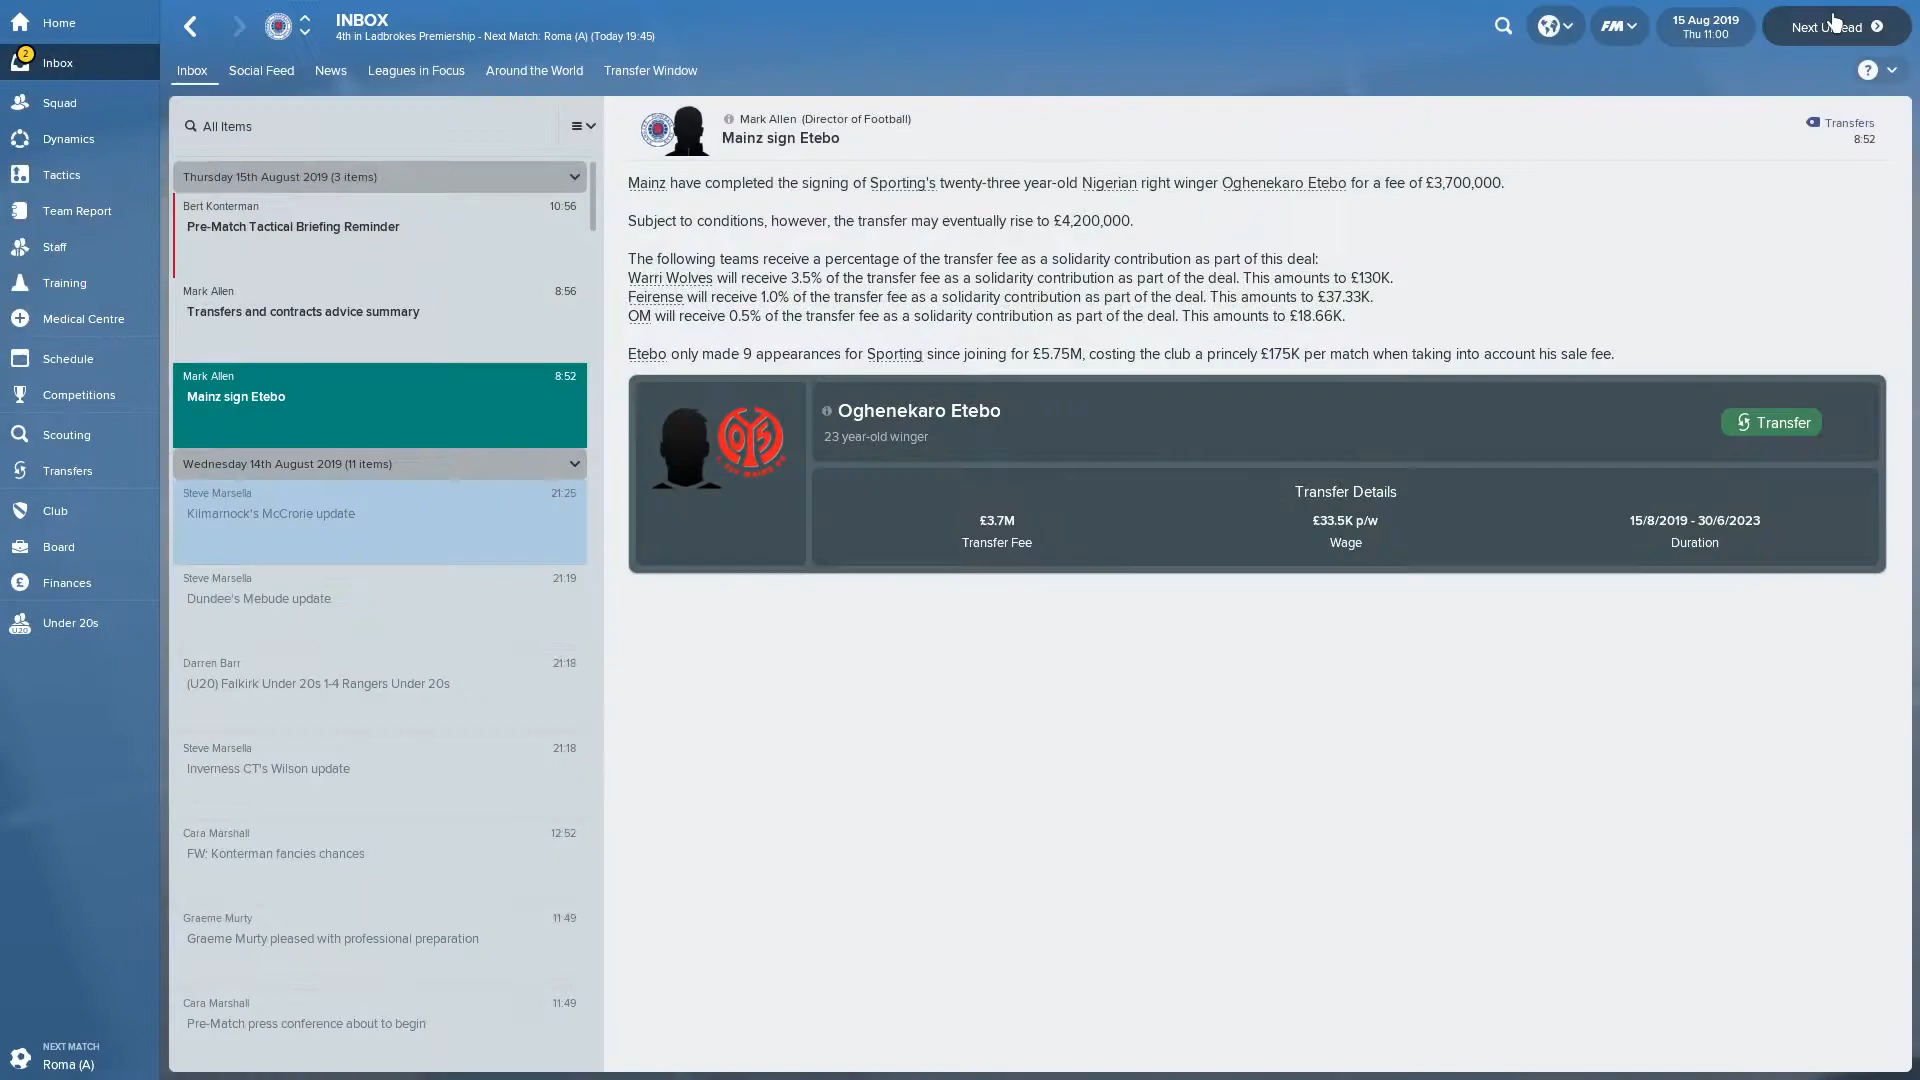 Home
2
Inbox
Squad
Dynamics
Tactics
Team Report
Staff
Training
Medical Centre
Schedule
Competitions
Scouting
Transfers
Club
Board
Finances
U20
Under 20s
NEXT MATCH
Roma (A)
INBOX
4th in Ladbrokes Premiership - Next Match: Roma (A) (Today 19:45)
FM
15 Aug 2019
Thu 11:00
Next
Inbox
Social Feed
News
Leagues in Focus
Around the World
Transfer Window
?
All Items
Thursday 15th August 2019 (3 items)
Bert Konterman 10:56
Pre-Match Tactical Briefing Reminder
Mark Allen 8:56
Transfers and contracts advice summary
Mark Allen 8:52
Mainz sign Etebo
Wednesday 14th August 2019 (11 items)
Steve Marsella 21:25
Kilmarnock's McCrorie update
Steve Marsella 21:19
Dundee's Mebude update
Darren Barr 21:18
(U20) Falkirk Under 20s 1-4 Rangers Under 20s
Steve Marsella 21:18
Inverness CT's Wilson update
Cara Marshall 12:52
FW: Konterman fancies chances
Graeme Murty 11:49
Graeme Murty pleased with professional preparation
Cara Marshall 11:49
Pre-Match press conference about to begin
Mark Allen (Director of Football)
Mainz sign Etebo
Transfers
8:52
Mainz have completed the signing of Sporting's twenty-three year-old Nigerian right winger Oghenekaro Etebo for a fee of £3,700,000.
Subject to conditions, however, the transfer may eventually rise to £4,200,000.
The following teams receive a percentage of the transfer fee as a solidarity contribution as part of this deal:
Warri Wolves will receive 3.5% of the transfer fee as a solidarity contribution as part of the deal. This amounts to £130K.
Feirense will receive 1.0% of the transfer fee as a solidarity contribution as part of the deal. This amounts to £37.33K.
OM will receive 0.5% of the transfer fee as a solidarity contribution as part of the deal. This amounts to £18.66K.
Etebo only made 9 appearances for Sporting since joining for £5.75M, costing the club a princely £175K per match when taking into account his sale fee.
Oghenekaro Etebo
23 year-old winger
Transfer
Transfer Details
£3.7M £33.5K p/w 15/8/2019 - 30/6/2023
Transfer Fee Wage Duration